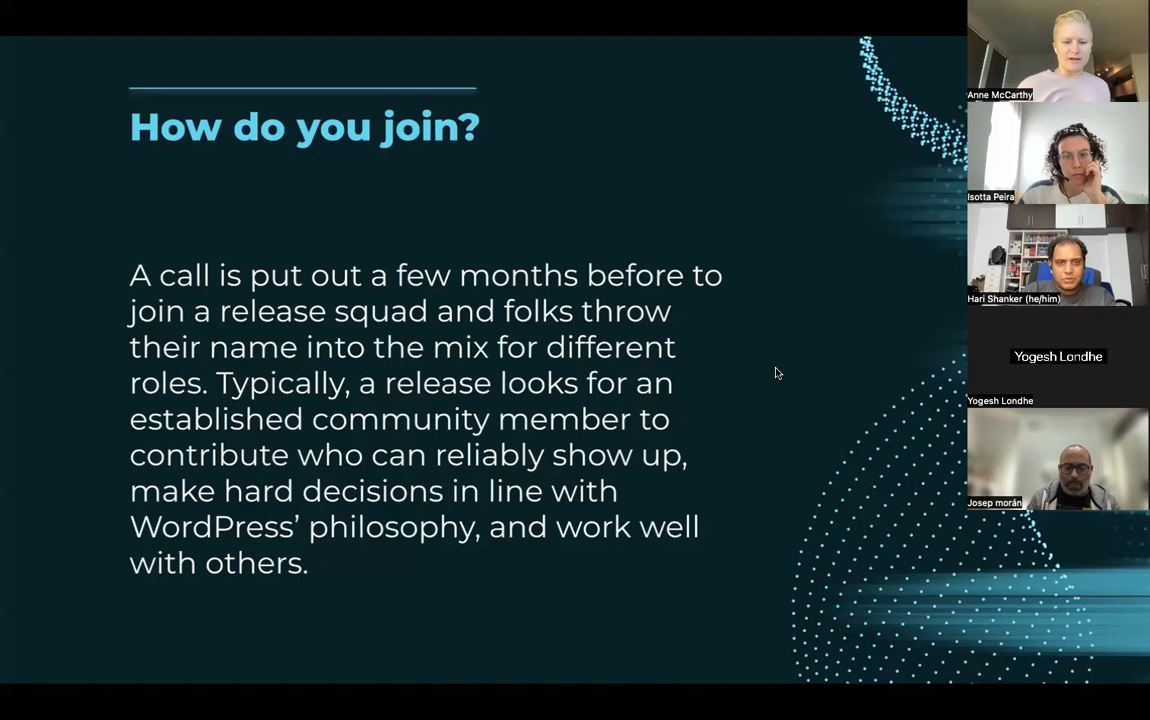 How do you join?
A call is put out a few months before to
join a release squad and folks throw
their name into the mix for different
roles. Typically, a release looks for an
established community member to
contribute who can reliably show up,
make hard decisions in line with
WordPress’ philosophy, and work well
with others.
Anne McCarthy
Isotta Peira
Hari Shanker (he/him)
Yogesh Londhe
Yogesh Londhe
Josep morán